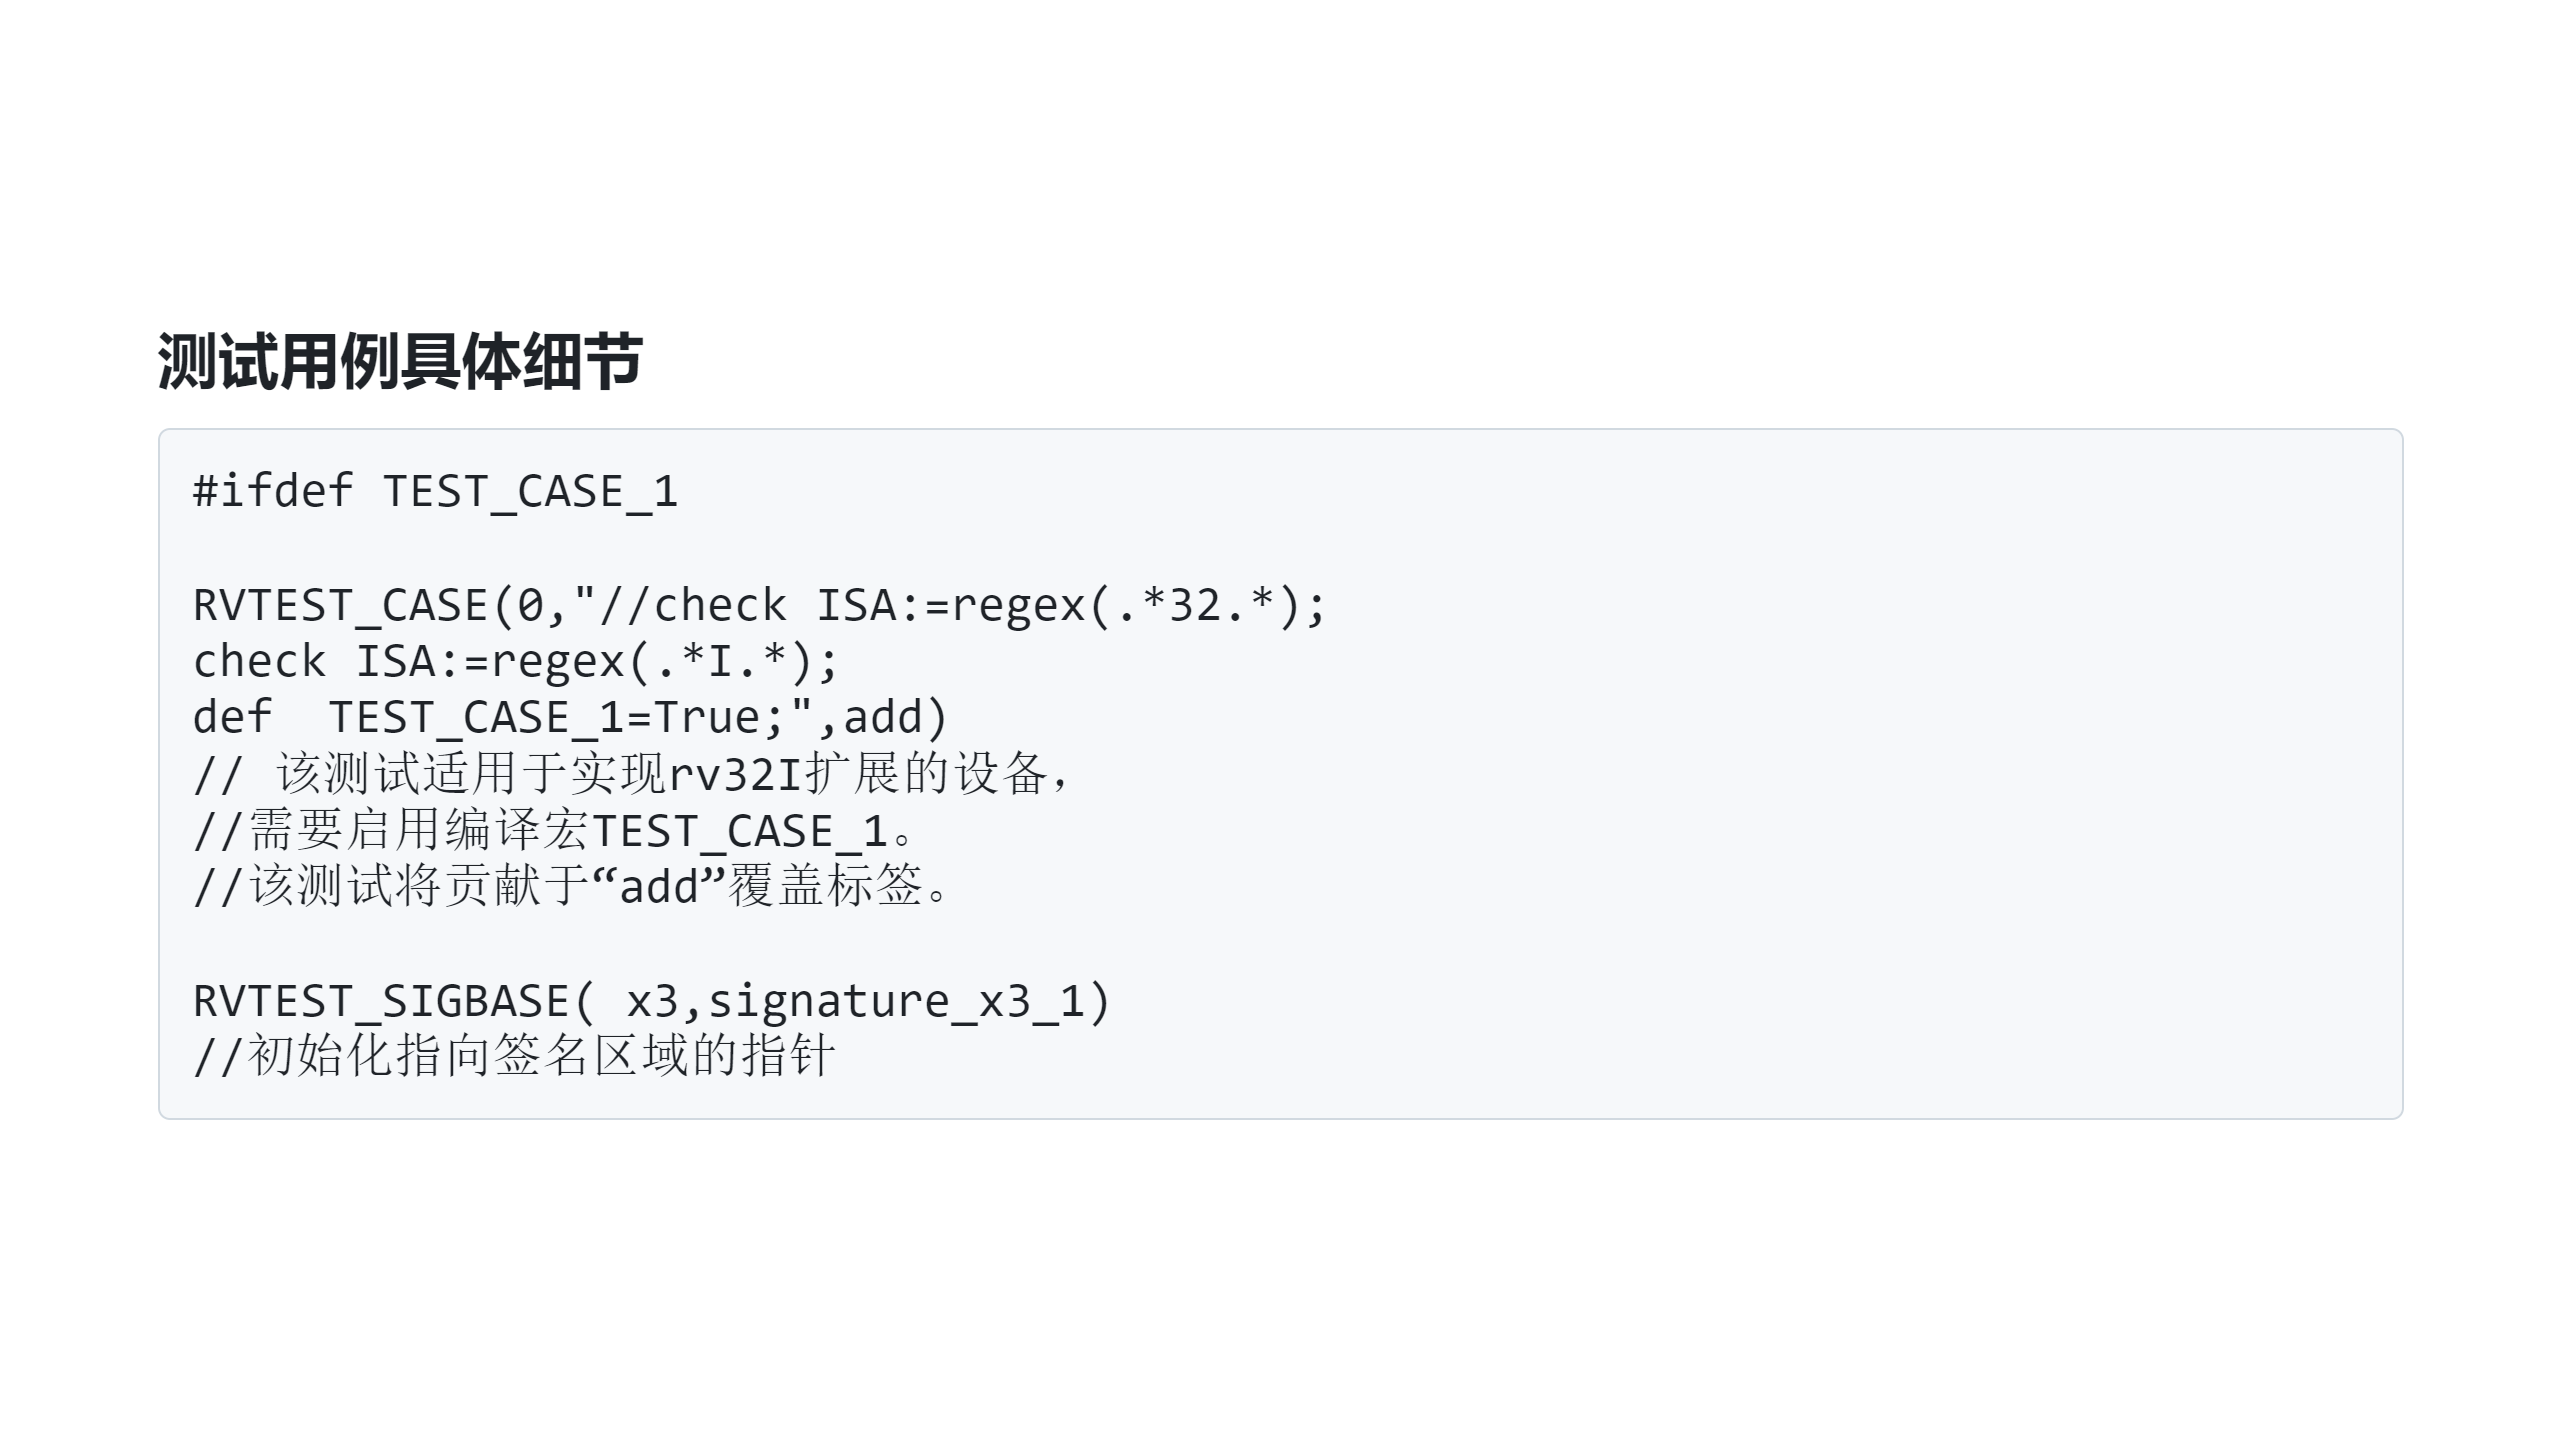 测试用例具体细节
#ifdef TEST_CASE_1
RVTEST_CASE(0,"//check ISA:=regex(.*32.*);
check ISA:=regex(.*I.*);
def  TEST_CASE_1=True;",add)
// 该测试适用于实现rv32I扩展的设备，
//需要启用编译宏TEST_CASE_1。
//该测试将贡献于“add”覆盖标签。
RVTEST_SIGBASE( x3,signature_x3_1)
//初始化指向签名区域的指针